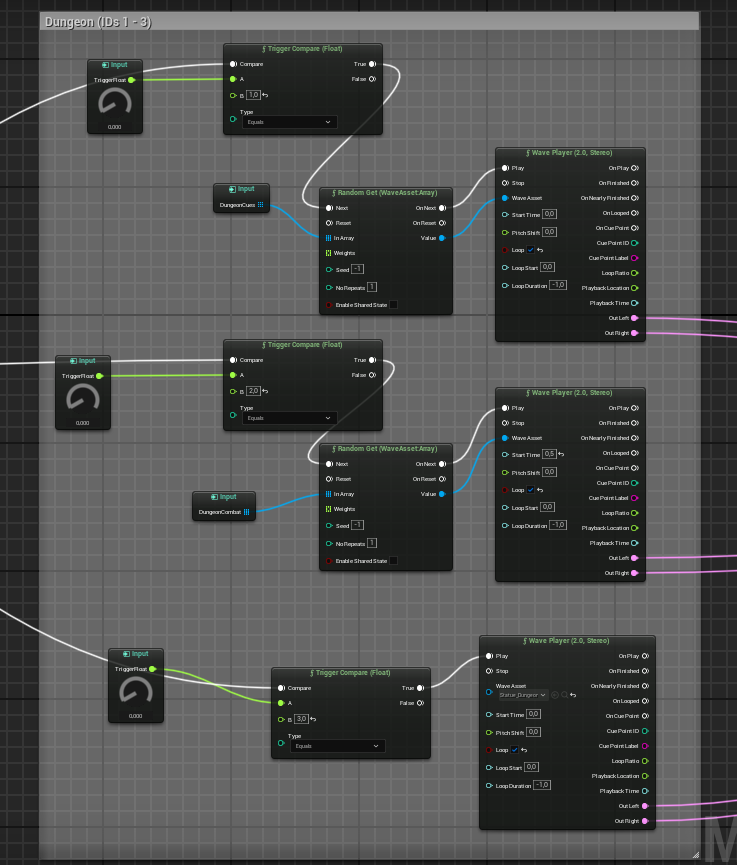 Dungeon (IDs 1 - 3)
Input
TriggerFloat
0,000
ƒ Trigger Compare (Float)
Compare True
A False
B 1,0
Type
Equals
Input
DungeonCues
ƒ Random Get (WaveAsset:Array)
Next On Next
Reset On Reset
In Array Value
Weights
Seed -1
No Repeats 1
Enable Shared State
ƒ Wave Player (2.0, Stereo)
Play On Play
Stop On Finished
Wave Asset On Nearly Finished
Start Time 0,0 On Looped
Pitch Shift 0,0 On Cue Point
Cue Point ID
Loop Cue Point Label
Loop Start 0,0 Loop Ratio
Loop Duration -1,0 Playback Location
Playback Time
Out Left
Out Right
Input
TriggerFloat
0,000
ƒ Trigger Compare (Float)
Compare True
A False
B 2,0
Type
Equals
Input
DungeonCombat
ƒ Random Get (WaveAsset:Array)
Next On Next
Reset On Reset
In Array Value
Weights
Seed -1
No Repeats 1
Enable Shared State
ƒ Wave Player (2.0, Stereo)
Play On Play
Stop On Finished
Wave Asset On Nearly Finished
Start Time 0,5 On Looped
Pitch Shift 0,0 On Cue Point
Cue Point ID
Loop Cue Point Label
Loop Start 0,0 Loop Ratio
Loop Duration -1,0 Playback Location
Playback Time
Out Left
Out Right
Input
TriggerFloat
0,000
ƒ Trigger Compare (Float)
Compare True
A False
B 3,0
Type
Equals
ƒ Wave Player (2.0, Stereo)
Play On Play
Stop On Finished
Wave Asset On Nearly Finished
Statue_Dungeon On Looped
Start Time 0,0 On Cue Point
Pitch Shift 0,0 Cue Point ID
Loop Cue Point Label
Loop Start 0,0 Loop Ratio
Loop Duration -1,0 Playback Location
Playback Time
Out Left
Out Right